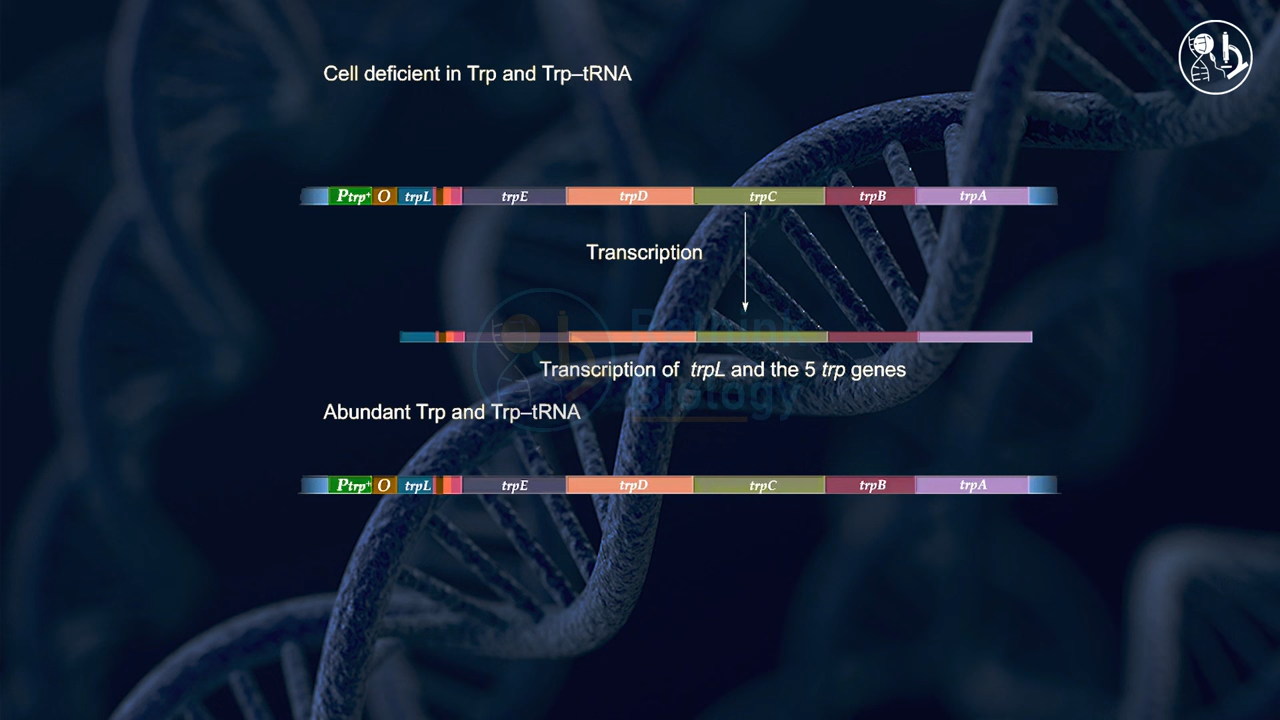 Cell deficient in Trp and Trp–tRNA
Ptrp+ O trpL trpE trpD trpC trpB trpA
Transcription
Transcription of trpL and the 5 trp genes
Abundant Trp and Trp–tRNA
Ptrp+ O trpL trpE trpD trpC trpB trpA
Biology